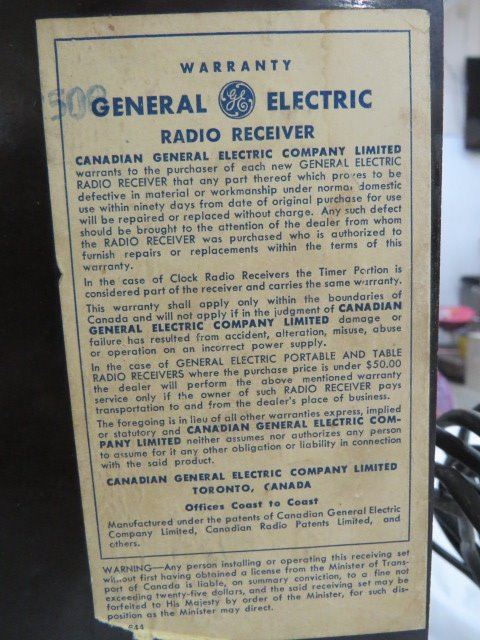 WARRANTY
500
GENERAL GE ELECTRIC
RADIO RECEIVER
CANADIAN GENERAL ELECTRIC COMPANY LIMITED
warrants to the purchaser of each new GENERAL ELECTRIC
RADIO RECEIVER that any part thereof which proves to be
defective in material or workmanship under normal domestic
use within ninety days from date of original purchase for use
will be repaired or replaced without charge. Any such defect
should be brought to the attention of the dealer from whom
the RADIO RECEIVER was purchased who is authorized to
furnish repairs or replacements within the terms of this
warranty.
In the case of Clock Radio Receivers the Timer Portion is
considered part of the receiver and carries the same warranty.
This warranty shall apply only within the boundaries of
Canada and will not apply if in the judgment of CANADIAN
GENERAL ELECTRIC COMPANY LIMITED damage or
failure has resulted from accident, alteration, misuse, abuse
or operation on an incorrect power supply.
In the case of GENERAL ELECTRIC PORTABLE AND TABLE
RADIO RECEIVERS where the purchase price is under $50.00
the dealer will perform the above mentioned warranty
service only if the owner of such RADIO RECEIVER pays
transportation to and from the dealer's place of business.
The foregoing is in lieu of all other warranties express, implied
or statutory and CANADIAN GENERAL ELECTRIC COM-
PANY LIMITED neither assumes nor authorizes any person
to assume for it any other obligation or liability in connection
with the said product.
CANADIAN GENERAL ELECTRIC COMPANY LIMITED
TORONTO, CANADA
Offices Coast to Coast
Manufactured under the patents of Canadian General Electric
Company Limited, Canadian Radio Patents Limited, and
others.
WARNING—Any person installing or operating this receiving set
without first having obtained a license from the Minister of Trans-
port of Canada is liable, on summary conviction, to a fine not
exceeding twenty-five dollars, and the said receiving set may be
forfeited to His Majesty by order of the Minister, for such dis-
position as the Minister may direct.
644